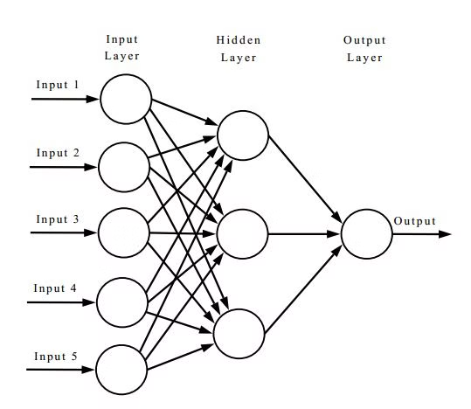 Input
Layer
Hidden
Layer
Output
Layer
Input 1
Input 2
Input 3
Input 4
Input 5
Output